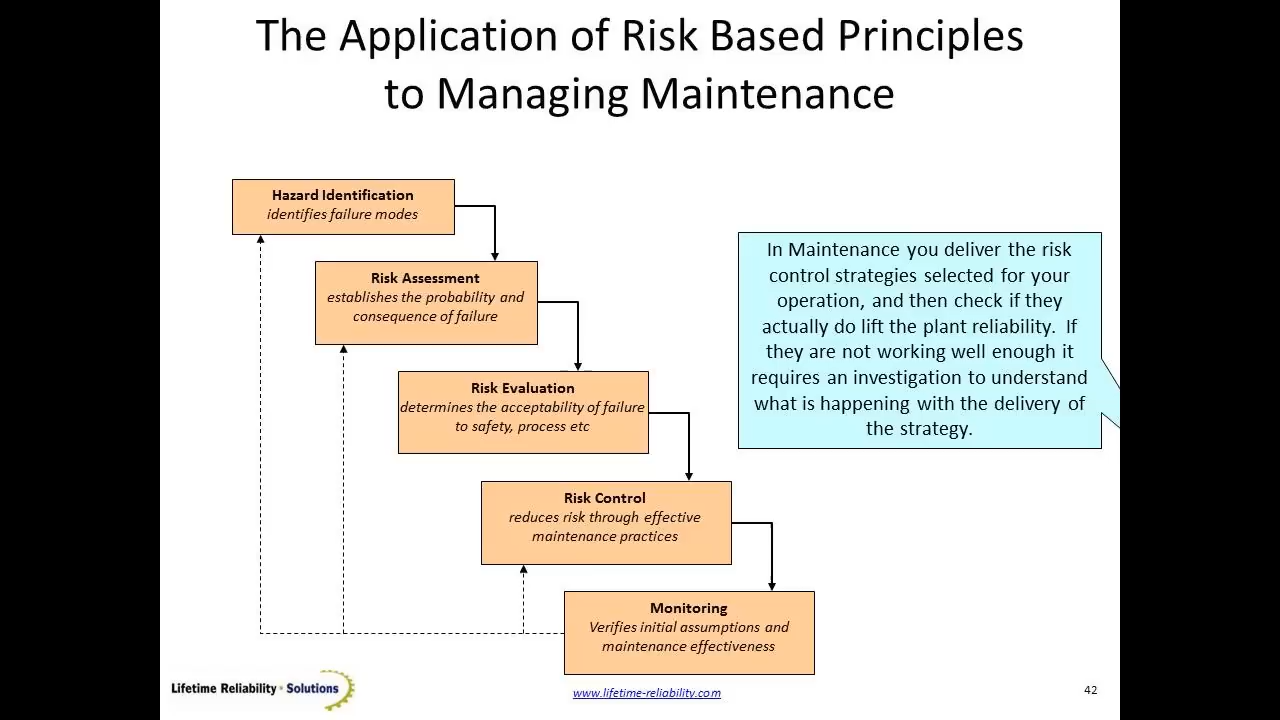 The Application of Risk Based Principles
to Managing Maintenance
Hazard Identification
identifies failure modes
Risk Assessment
establishes the probability and
consequence of failure
Risk Evaluation
determines the acceptability of failure
to safety, process etc
Risk Control
reduces risk through effective
maintenance practices
Monitoring
Verifies initial assumptions and
maintenance effectiveness
In Maintenance you deliver the risk
control strategies selected for your
operation, and then check if they
actually do lift the plant reliability. If
they are not working well enough it
requires an investigation to understand
what is happening with the delivery of
the strategy.
Lifetime Reliability • Solutions
www.lifetime-reliability.com
42